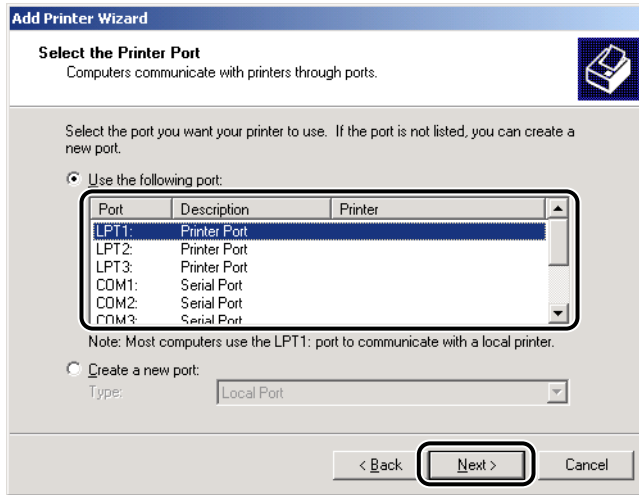 Add Printer Wizard
Select the Printer Port
Computers communicate with printers through ports.
Select the port you want your printer to use. If the port is not listed, you can create a
new port.
Use the following port:
Port Description Printer
LPT1: Printer Port
LPT2: Printer Port
LPT3: Printer Port
COM1: Serial Port
COM2: Serial Port
COM3: Serial Port
Note: Most computers use the LPT1: port to communicate with a local printer.
Create a new port:
Type: Local Port
< Back Next > Cancel